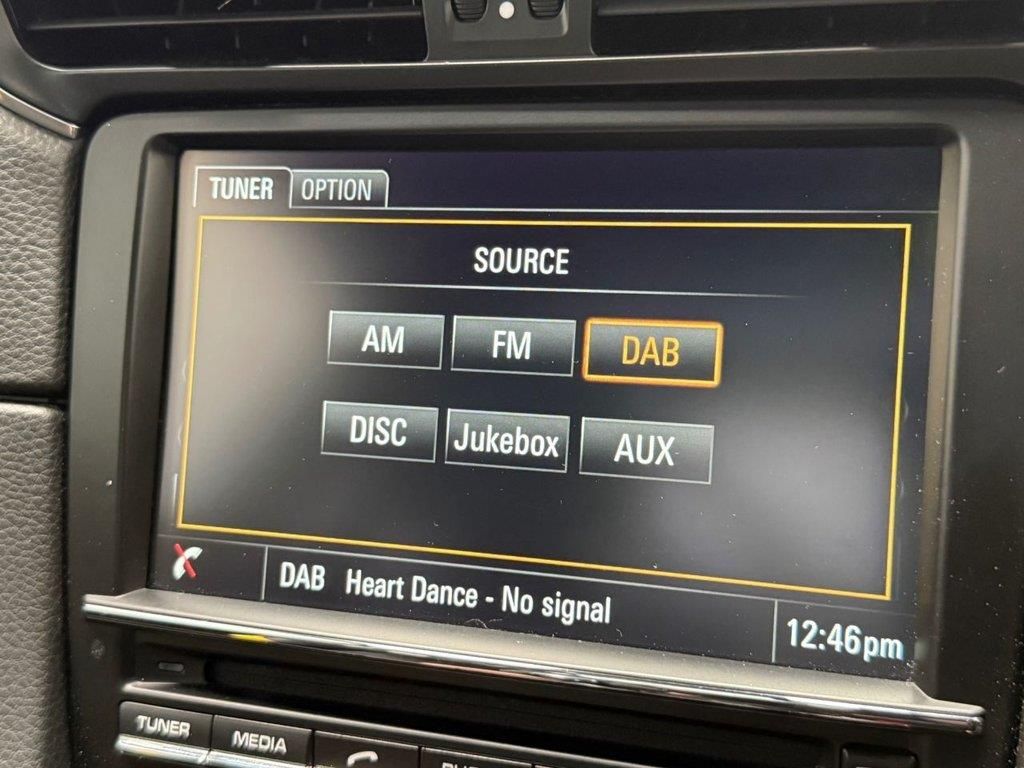 TUNER OPTION
SOURCE
AM FM DAB
DISC Jukebox AUX
DAB Heart Dance - No signal
12:46pm
TUNER MEDIA